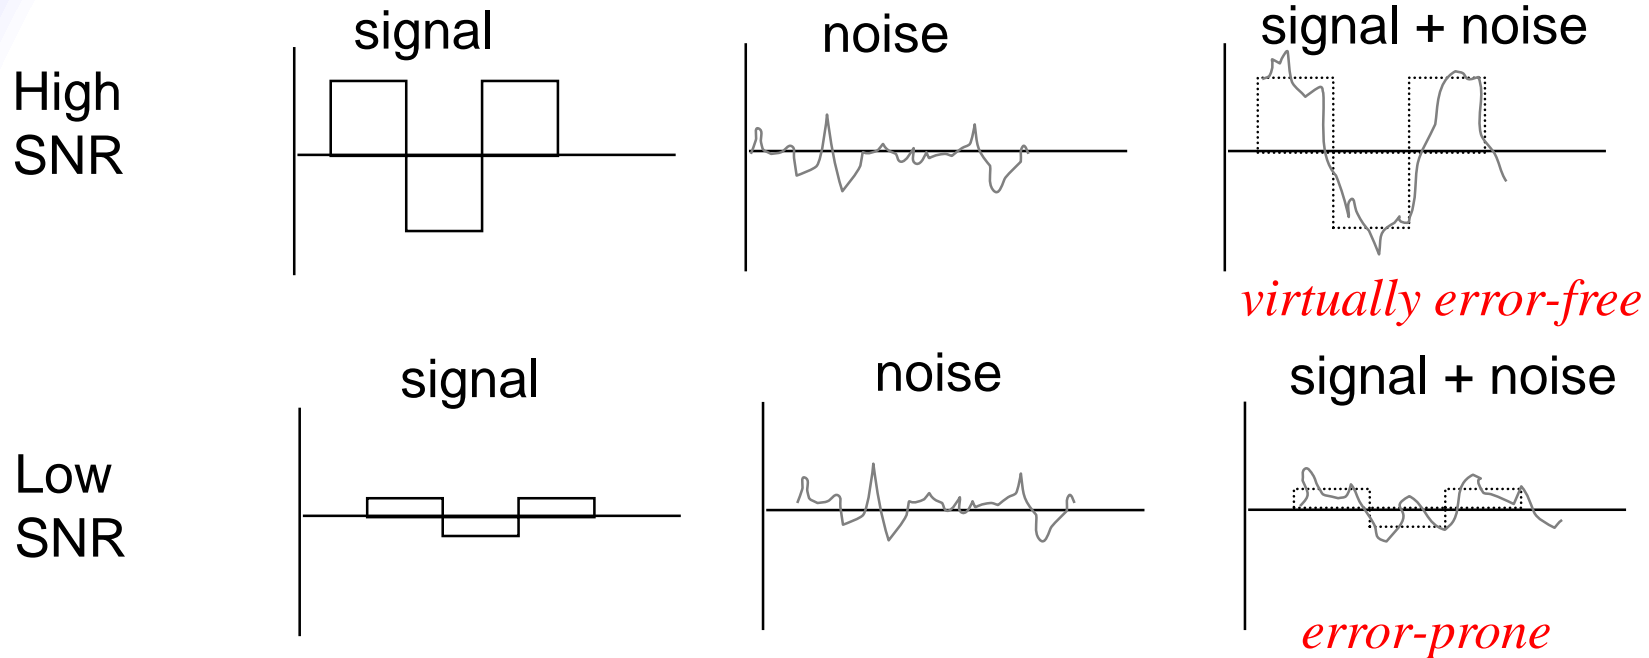 signal
noise
signal + noise
High
SNR
virtually error-free
signal
noise
signal + noise
Low
SNR
error-prone